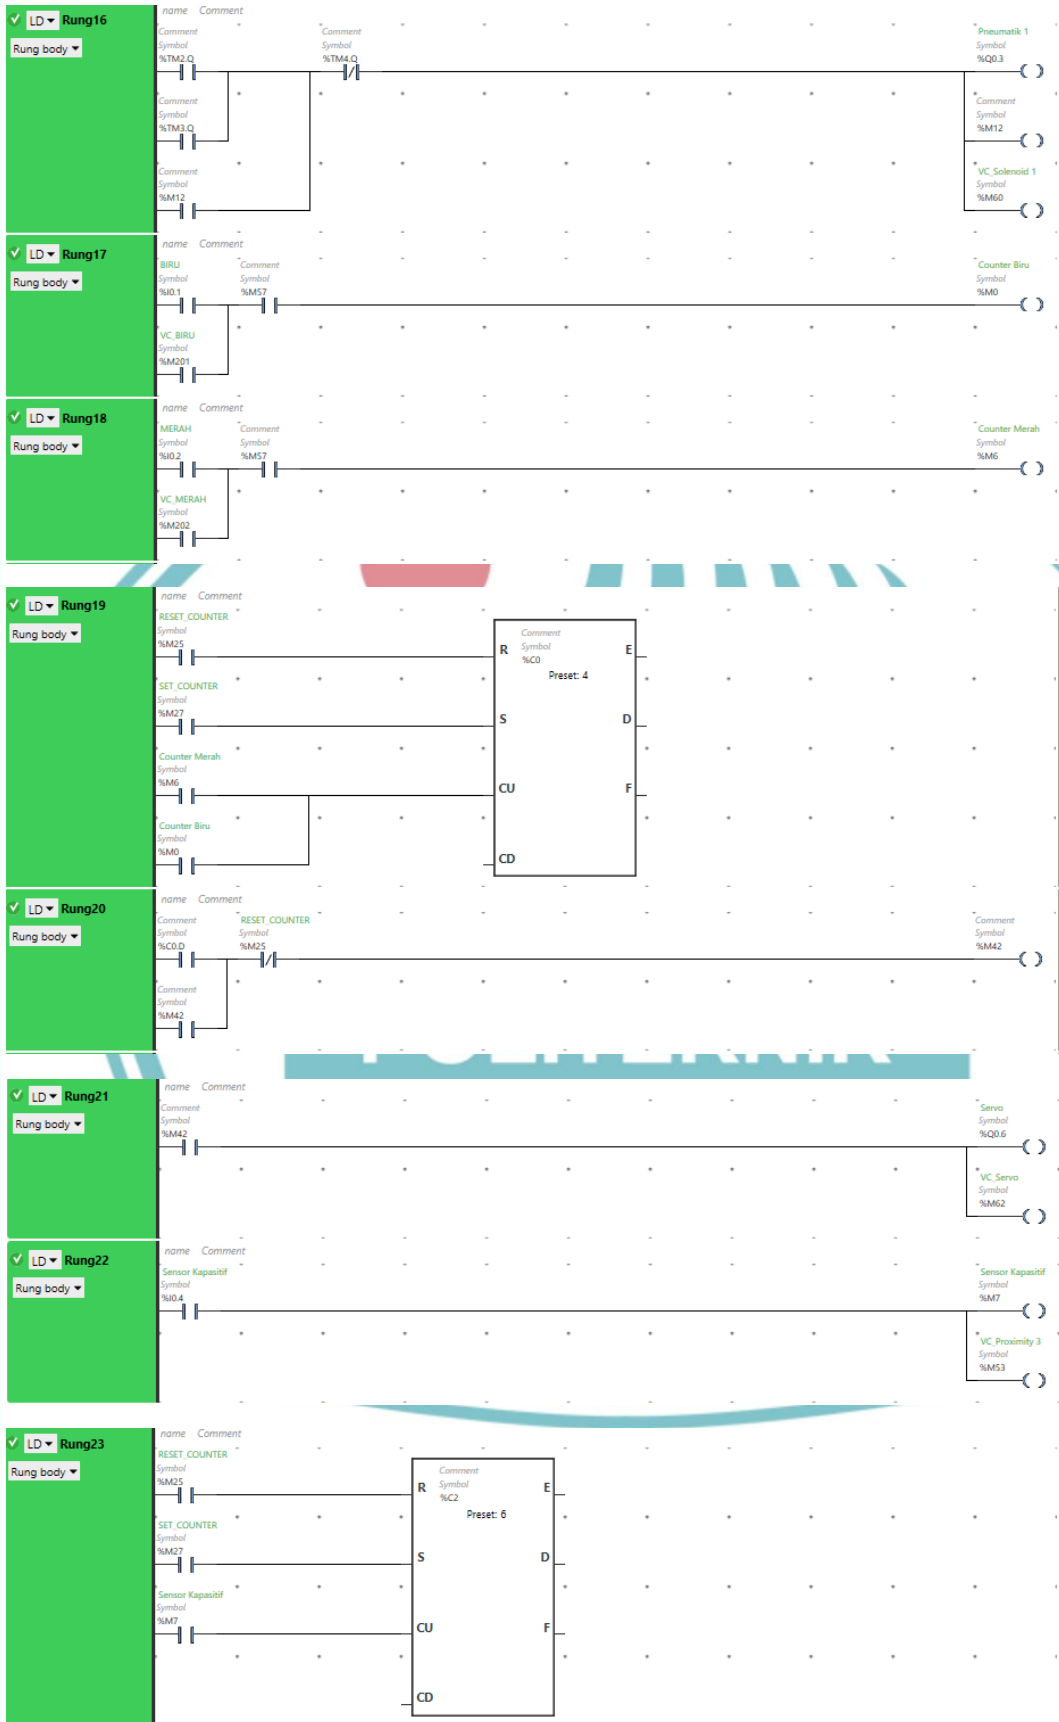 LD Rung16
name Comment
Rung body
Comment
Symbol
%TM2.Q
Comment
Symbol
%TM4.Q
Pneumatik 1
Symbol
%Q0.3
Comment
Symbol
%TM3.Q
Comment
Symbol
%M12
Comment
Symbol
%M12
VC_Solenoid 1
Symbol
%M60
LD Rung17
name Comment
Rung body
BIRU
Symbol
%I0.1
Comment
Symbol
%M57
Counter Biru
Symbol
%M0
VC_BIRU
Symbol
%M201
LD Rung18
name Comment
Rung body
MERAH
Symbol
%I0.2
Comment
Symbol
%M57
Counter Merah
Symbol
%M6
VC_MERAH
Symbol
%M202
LD Rung19
name Comment
Rung body
RESET_COUNTER
Symbol
%M25
SET_COUNTER
Symbol
%M27
Counter Merah
Symbol
%M6
Counter Biru
Symbol
%M0
Comment
Symbol
%C0
Preset: 4
R E
S D
CU F
CD
LD Rung20
name Comment
Rung body
Comment
Symbol
%C0.D
RESET_COUNTER
Symbol
%M25
Comment
Symbol
%M42
Comment
Symbol
%M42
POLITEKNIK
LD Rung21
name Comment
Rung body
Comment
Symbol
%M42
Servo
Symbol
%Q0.6
VC_Servo
Symbol
%M62
LD Rung22
name Comment
Rung body
Sensor Kapasitif
Symbol
%I0.4
Sensor Kapasitif
Symbol
%M7
VC_Proximity 3
Symbol
%M53
LD Rung23
name Comment
Rung body
RESET_COUNTER
Symbol
%M25
SET_COUNTER
Symbol
%M27
Sensor Kapasitif
Symbol
%M7
Comment
Symbol
%C2
Preset: 6
R E
S D
CU F
CD